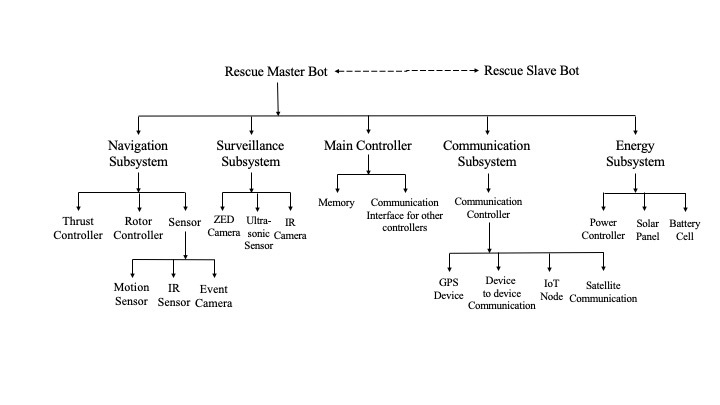 Rescue Master Bot
Rescue Slave Bot
Navigation
Subsystem
Surveillance
Subsystem
Main Controller
Communication
Subsystem
Energy
Subsystem
Thrust
Controller
Rotor
Controller
Sensor
ZED
Camera
Ultra-
sonic
Sensor
IR
Camera
Memory
Communication
Interface for other
controllers
Communication
Controller
Power
Controller
Solar
Panel
Battery
Cell
Motion
Sensor
IR
Sensor
Event
Camera
GPS
Device
Device
to device
Communication
IoT
Node
Satellite
Communication